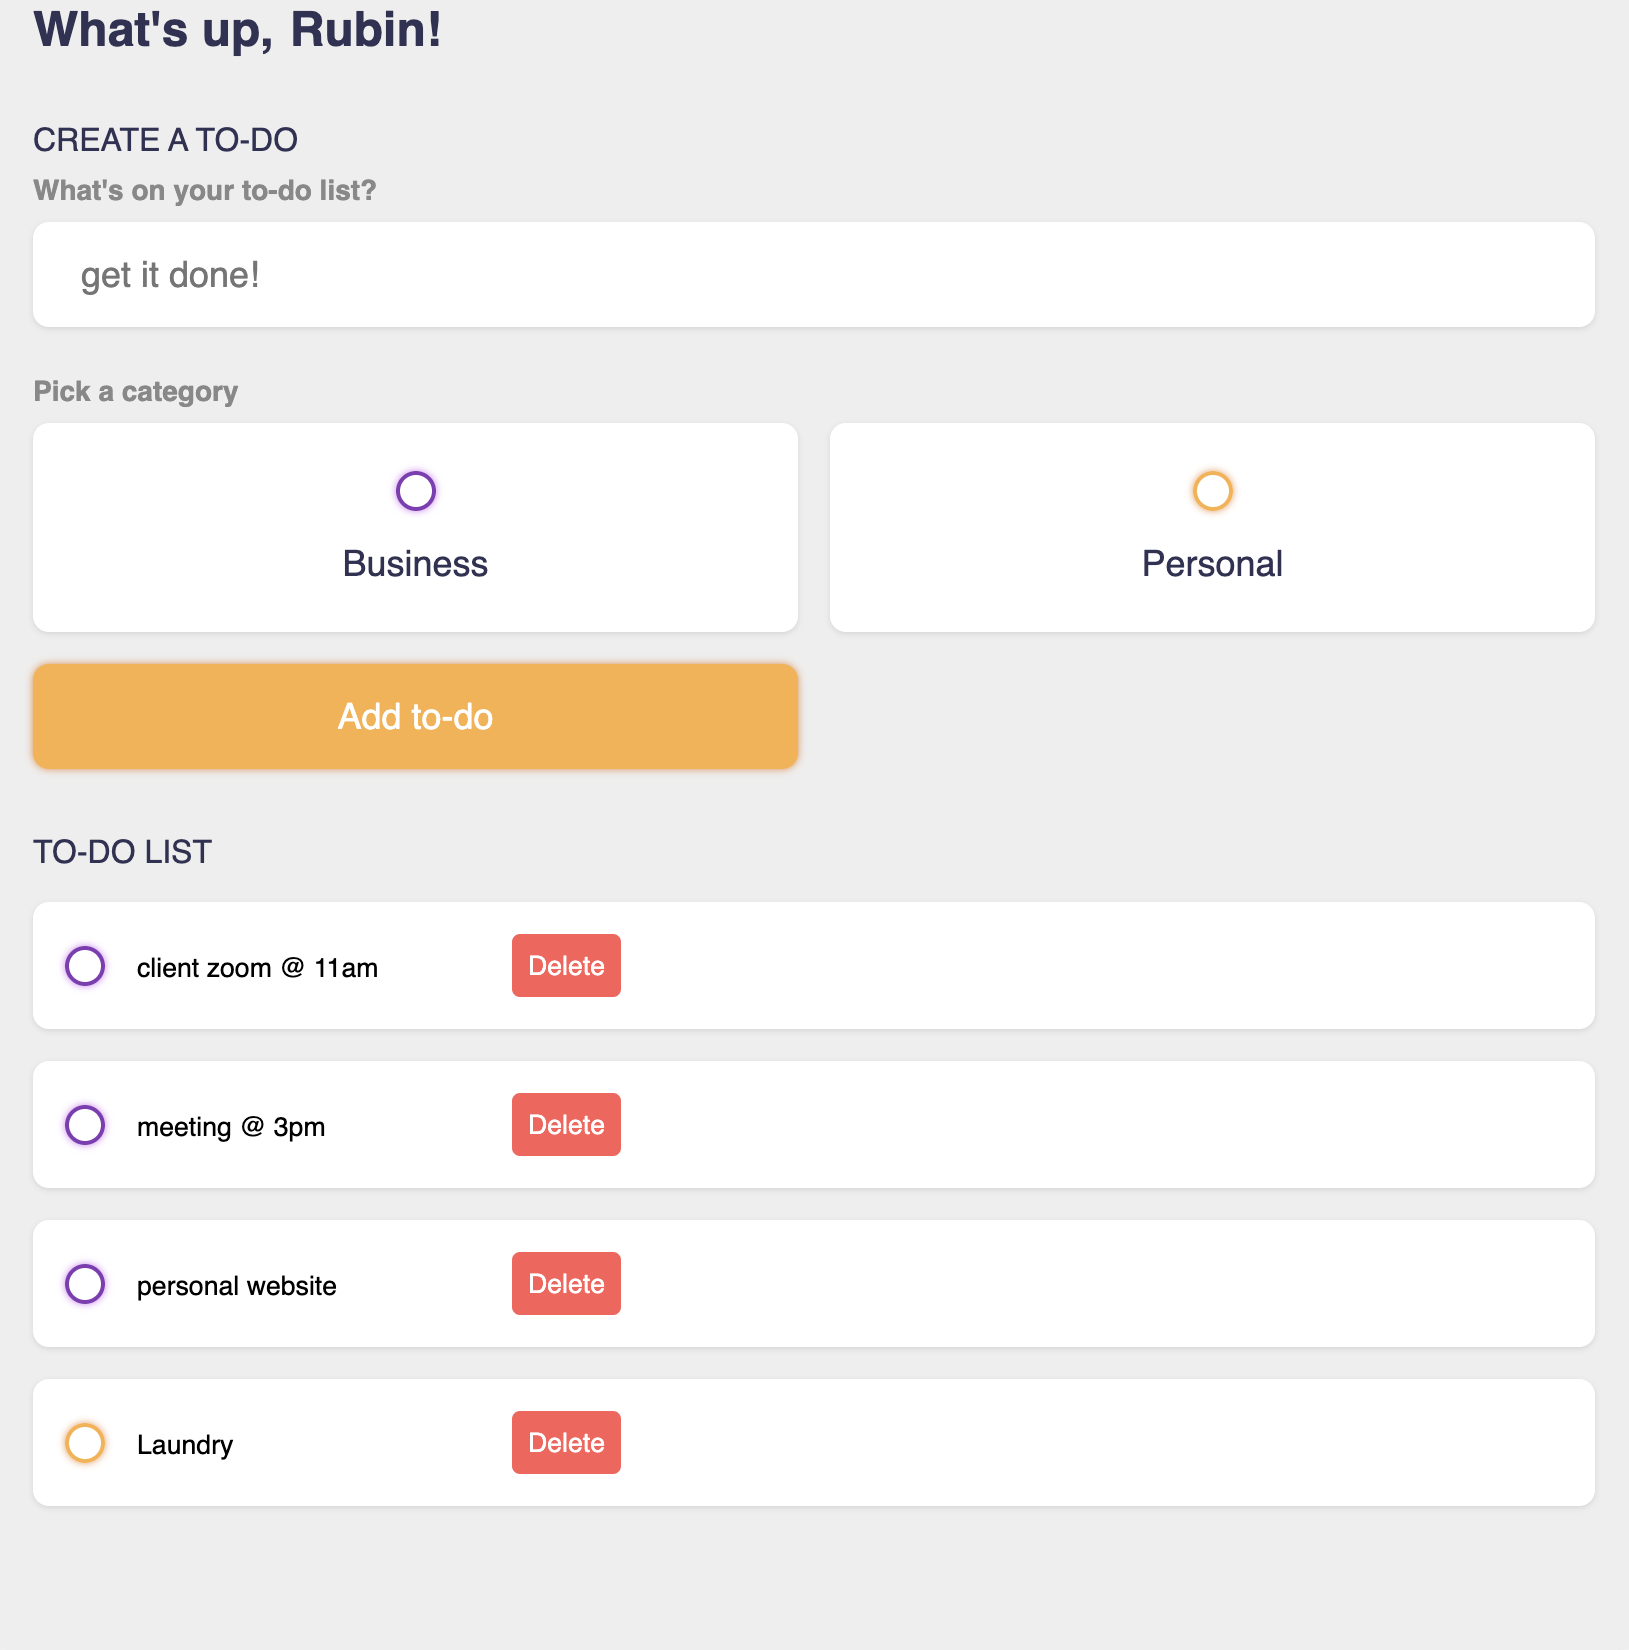 What's up, Rubin!
CREATE A TO-DO
What's on your to-do list?
get it done!
Pick a category
Business
Personal
Add to-do
TO-DO LIST
client zoom @ 11am
Delete
meeting @ 3pm
Delete
personal website
Delete
Laundry
Delete